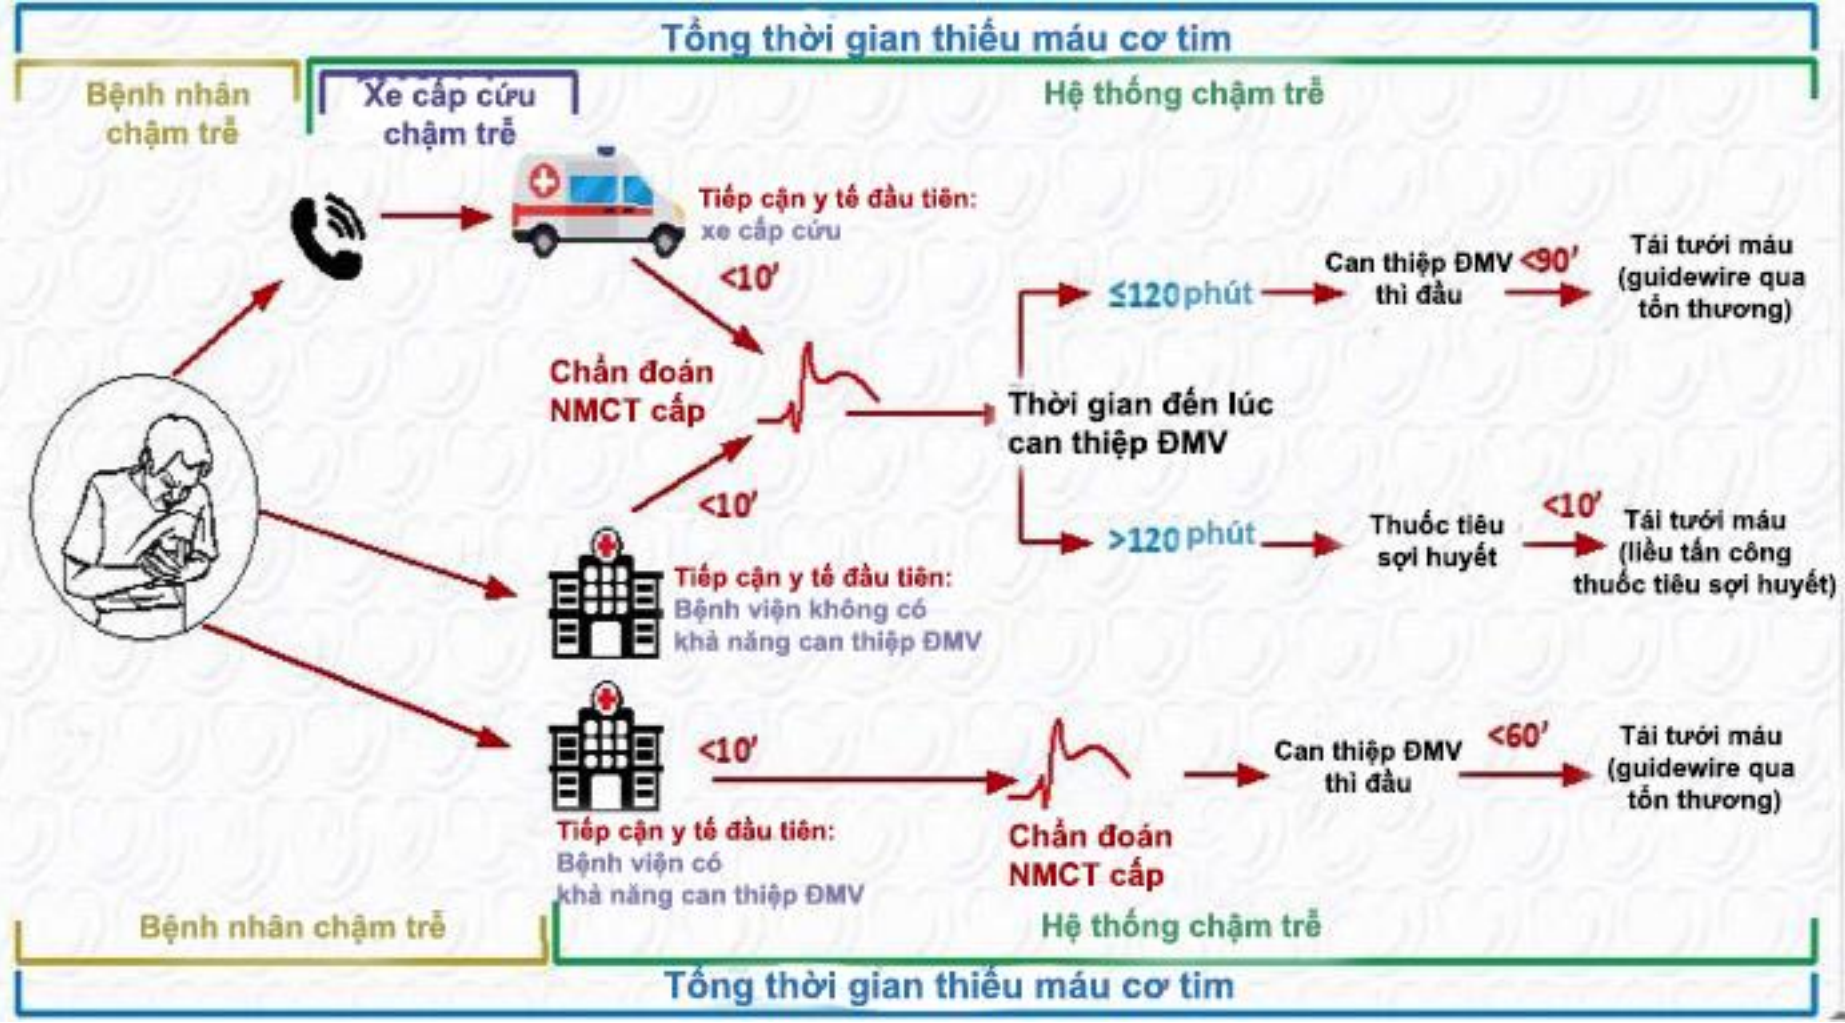 Tổng thời gian thiếu máu cơ tim
Bệnh nhân
chậm trễ
Xe cấp cứu
chậm trễ
Hệ thống chậm trễ
Tiếp cận y tế đầu tiên:
xe cấp cứu
<10'
Chẩn đoán
NMCT cấp
<10'
Thời gian đến lúc
can thiệp ĐMV
≤120 phút
Can thiệp ĐMV
thì đầu
<90'
Tái tưới máu
(guidewire qua
tổn thương)
>120 phút
Thuốc tiêu
sợi huyết
<10'
Tái tưới máu
(liều tấn công
thuốc tiêu sợi huyết)
Tiếp cận y tế đầu tiên:
Bệnh viện không có
khả năng can thiệp ĐMV
<10'
Tiếp cận y tế đầu tiên:
Bệnh viện có
khả năng can thiệp ĐMV
Chẩn đoán
NMCT cấp
Can thiệp ĐMV
thì đầu
<60'
Tái tưới máu
(guidewire qua
tổn thương)
Bệnh nhân chậm trễ
Hệ thống chậm trễ
Tổng thời gian thiếu máu cơ tim